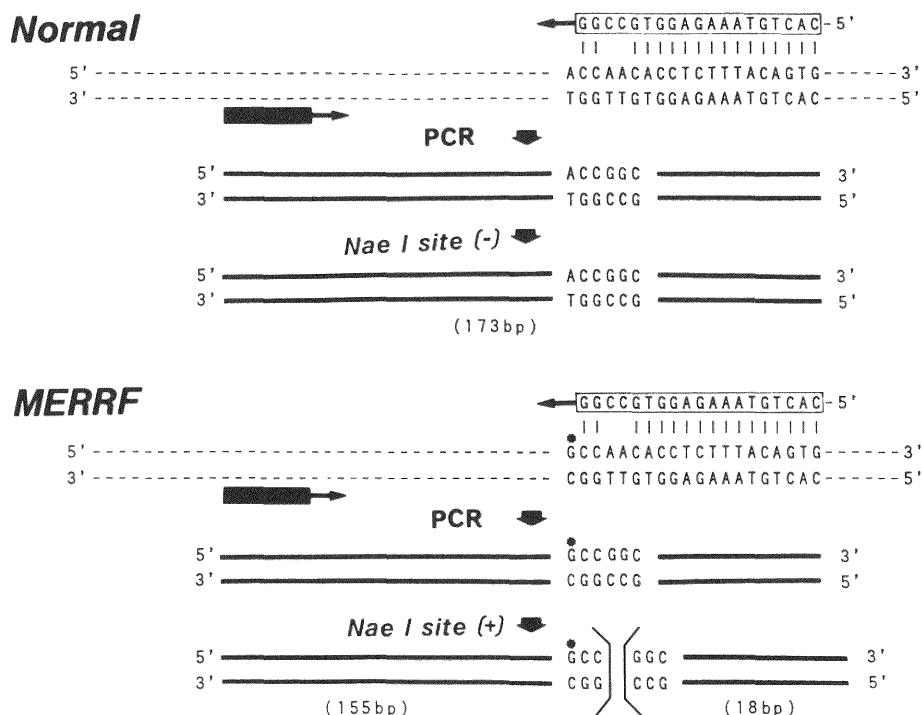 Normal
GGCCGTGGAGAAATGTCAC-5'
5' ACCAACACCTCTTTACAGTG 3'
3' TGGTTGTGGAGAAATGTCAC 5'
PCR
5' ACCGGC 3'
3' TGGCCG 5'
Nae I site (-)
5' ACCGGC 3'
3' TGGCCG 5'
(173bp)
MERRF
GGCCGTGGAGAAATGTCAC-5'
5' GCCAACACCTCTTTACAGTG 3'
3' CGGTTGTGGAGAAATGTCAC 5'
PCR
5' GCCGGC 3'
3' CGGCCG 5'
Nae I site (+)
5' GCC GGC 3'
3' CGG CCG 5'
(155bp) (18bp)